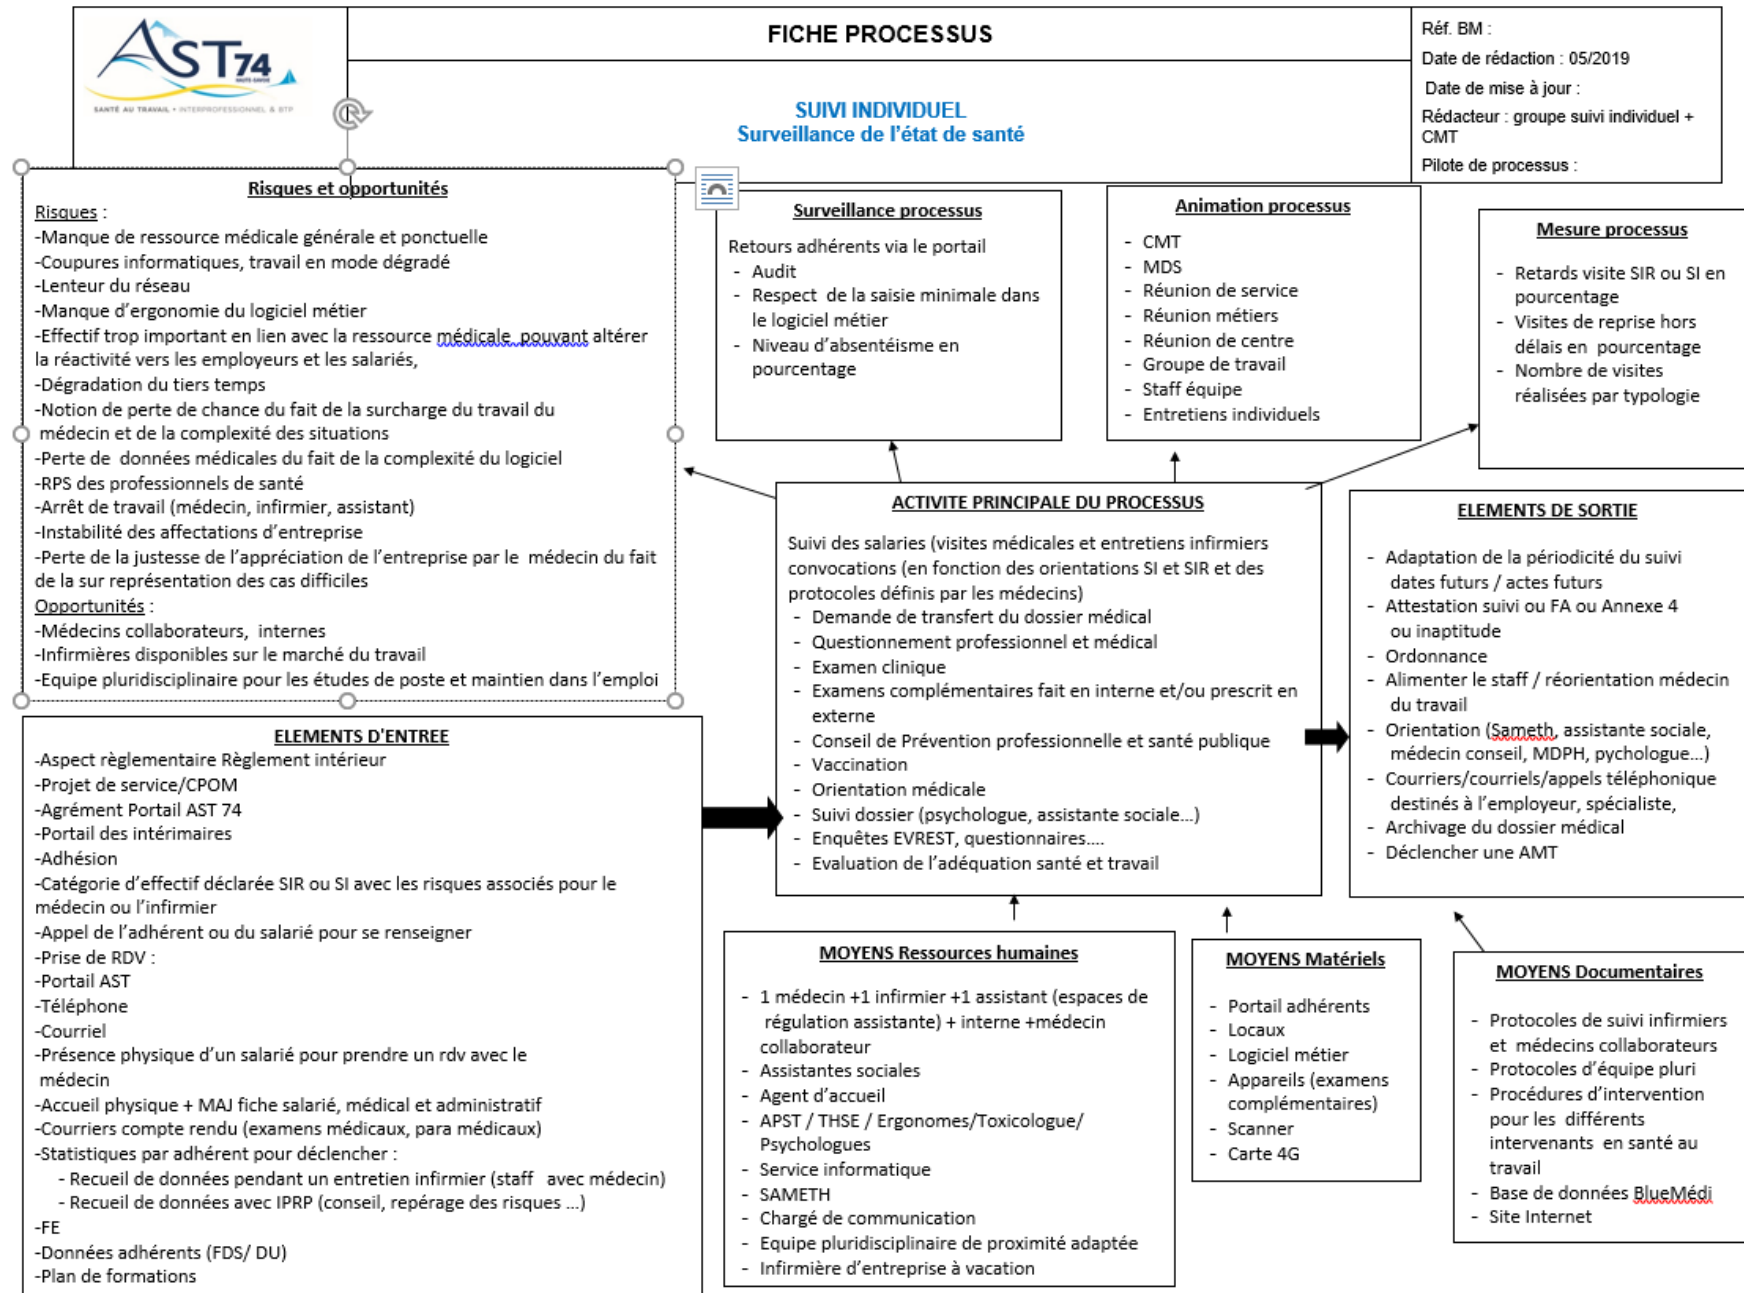 AST74
HAUTE-SAVOIE
SANTÉ AU TRAVAIL • INTERPROFESSIONNEL & BTP
FICHE PROCESSUS
SUIVI INDIVIDUEL
Surveillance de l'état de santé
Réf. BM :
Date de rédaction : 05/2019
Date de mise à jour :
Rédacteur : groupe suivi individuel +
CMT
Pilote de processus :
Risques et opportunités
Risques :
-Manque de ressource médicale générale et ponctuelle
-Coupures informatiques, travail en mode dégradé
-Lenteur du réseau
-Manque d'ergonomie du logiciel métier
-Effectif trop important en lien avec la ressource médicale pouvant altérer
la réactivité vers les employeurs et les salariés,
-Dégradation du tiers temps
-Notion de perte de chance du fait de la surcharge du travail du
médecin et de la complexité des situations
-Perte de données médicales du fait de la complexité du logiciel
-RPS des professionnels de santé
-Arrêt de travail (médecin, infirmier, assistant)
-Instabilité des affectations d'entreprise
-Perte de la justesse de l'appréciation de l'entreprise par le médecin du fait
de la sur représentation des cas difficiles
Opportunités :
-Médecins collaborateurs, internes
-Infirmières disponibles sur le marché du travail
-Equipe pluridisciplinaire pour les études de poste et maintien dans l'emploi
Surveillance processus
Retours adhérents via le portail
- Audit
- Respect de la saisie minimale dans
le logiciel métier
- Niveau d'absentéisme en
pourcentage
Animation processus
- CMT
- MDS
- Réunion de service
- Réunion métiers
- Réunion de centre
- Groupe de travail
- Staff équipe
- Entretiens individuels
Mesure processus
- Retards visite SIR ou SI en
pourcentage
- Visites de reprise hors
délais en pourcentage
- Nombre de visites
réalisées par typologie
ELEMENTS D'ENTREE
-Aspect règlementaire Règlement intérieur
-Projet de service/CPOM
-Agrément Portail AST 74
-Portail des intérimaires
-Adhésion
-Catégorie d'effectif déclarée SIR ou SI avec les risques associés pour le
médecin ou l'infirmier
-Appel de l'adhérent ou du salarié pour se renseigner
-Prise de RDV :
-Portail AST
-Téléphone
-Courriel
-Présence physique d'un salarié pour prendre un rdv avec le
médecin
-Accueil physique + MAJ fiche salarié, médical et administratif
-Courriers compte rendu (examens médicaux, para médicaux)
-Statistiques par adhérent pour déclencher :
- Recueil de données pendant un entretien infirmier (staff avec médecin)
- Recueil de données avec IPRP (conseil, repérage des risques ...)
-FE
-Données adhérents (FDS/ DU)
-Plan de formations
ACTIVITE PRINCIPALE DU PROCESSUS
Suivi des salaries (visites médicales et entretiens infirmiers
convocations (en fonction des orientations SI et SIR et des
protocoles définis par les médecins)
- Demande de transfert du dossier médical
- Questionnement professionnel et médical
- Examen clinique
- Examens complémentaires fait en interne et/ou prescrit en
externe
- Conseil de Prévention professionnelle et santé publique
- Vaccination
- Orientation médicale
- Suivi dossier (psychologue, assistante sociale...)
- Enquêtes EVREST, questionnaires....
- Evaluation de l'adéquation santé et travail
ELEMENTS DE SORTIE
- Adaptation de la périodicité du suivi
dates futurs / actes futurs
- Attestation suivi ou FA ou Annexe 4
ou inaptitude
- Ordonnance
- Alimenter le staff / réorientation médecin
du travail
- Orientation (Sameth, assistante sociale,
médecin conseil, MDPH, pychologue...)
- Courriers/courriels/appels téléphonique
destinés à l'employeur, spécialiste,
- Archivage du dossier médical
- Déclencher une AMT
MOYENS Ressources humaines
- 1 médecin +1 infirmier +1 assistant (espaces de
régulation assistante) + interne +médecin
collaborateur
- Assistantes sociales
- Agent d'accueil
- APST / THSE / Ergonomes/Toxicologue/
Psychologues
- Service informatique
- SAMETH
- Chargé de communication
- Equipe pluridisciplinaire de proximité adaptée
- Infirmière d'entreprise à vacation
MOYENS Matériels
- Portail adhérents
- Locaux
- Logiciel métier
- Appareils (examens
complémentaires)
- Scanner
- Carte 4G
MOYENS Documentaires
- Protocoles de suivi infirmiers
et médecins collaborateurs
- Protocoles d'équipe pluri
- Procédures d'intervention
pour les différents
intervenants en santé au
travail
- Base de données BlueMédi
- Site Internet